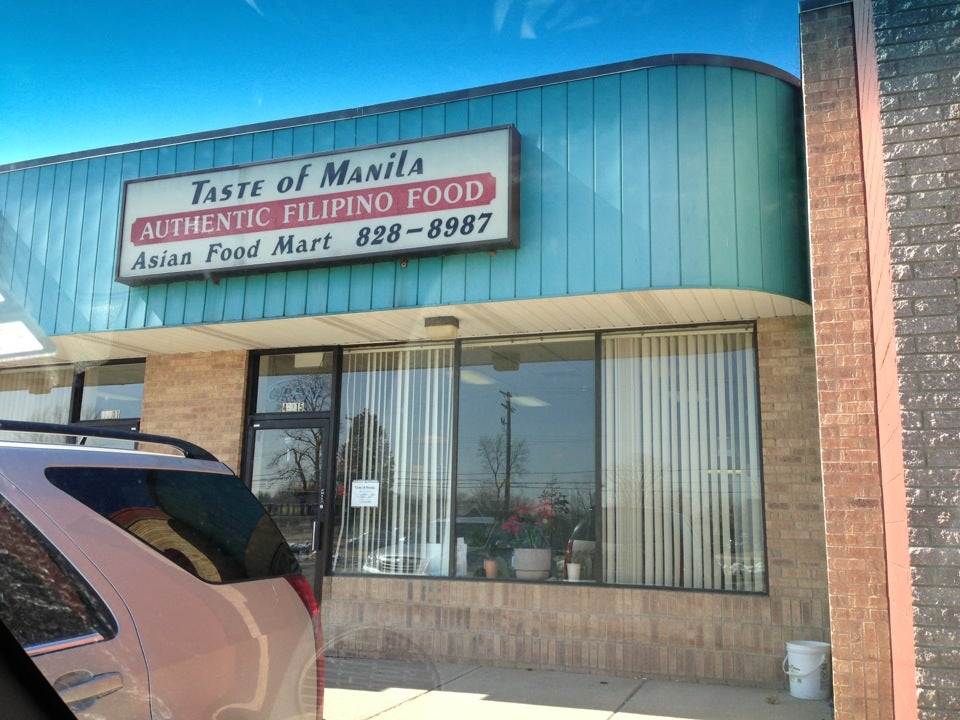 Taste of Manila
AUTHENTIC FILIPINO FOOD
Asian Food Mart 828-8987